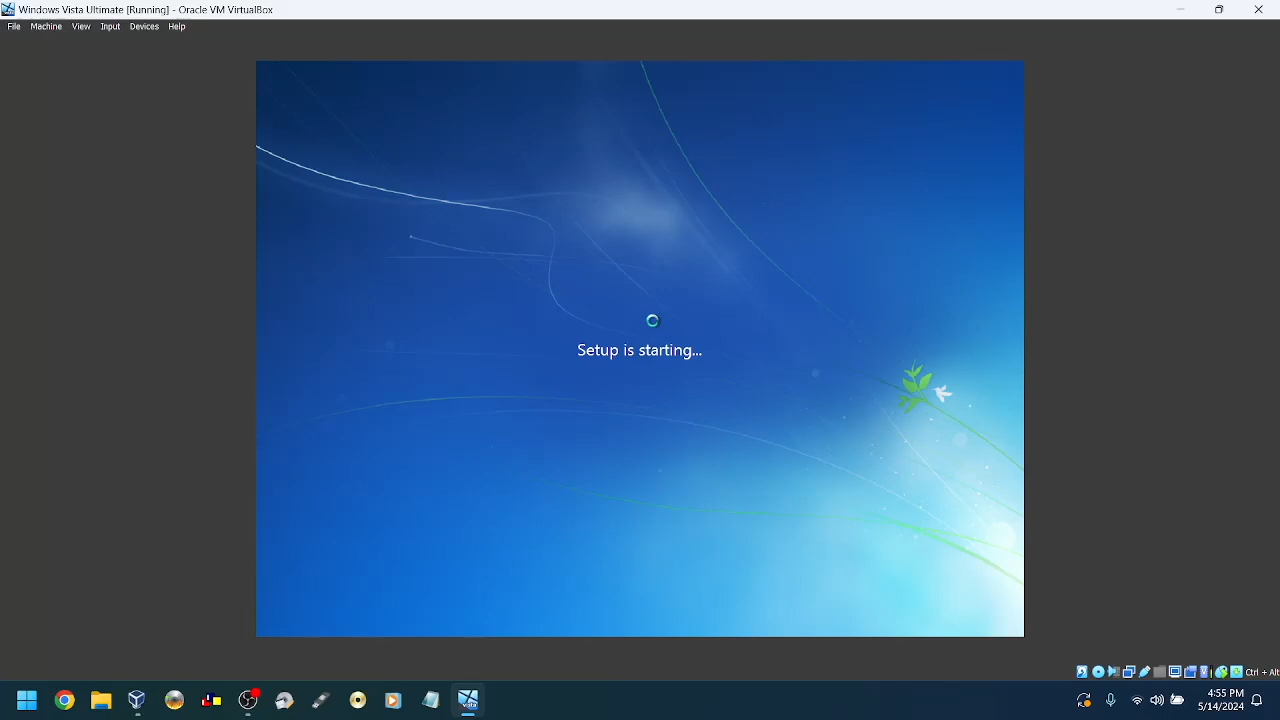 Windows Vista Ultimate [Running] - Oracle VM VirtualBox
File Machine View Input Devices Help
Setup is starting...
Ctrl + Alt
4:55 PM
5/14/2024